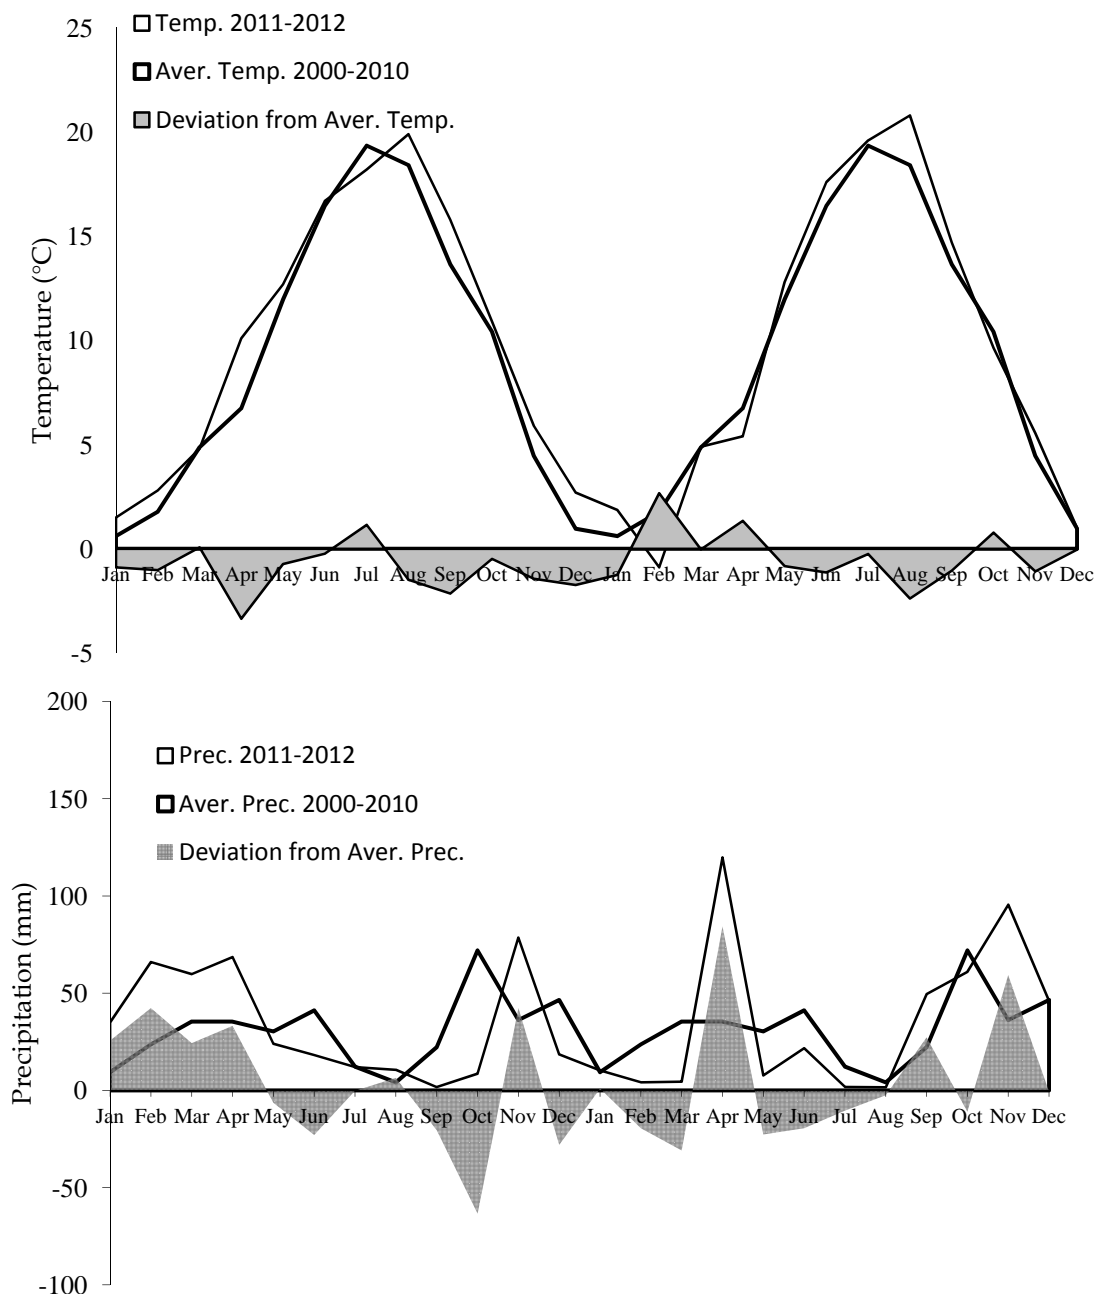 25
Temp. 2011-2012
Aver. Temp. 2000-2010
Deviation from Aver. Temp.
20
15
10
5
0
-5
Temperature (°C)
Jan Feb Mar Apr May Jun Jul Aug Sep Oct Nov Dec Jan Feb Mar Apr May Jun Jul Aug Sep Oct Nov Dec
200
Prec. 2011-2012
150
Aver. Prec. 2000-2010
Deviation from Aver. Prec.
100
50
0
-50
-100
Precipitation (mm)
Jan Feb Mar Apr May Jun Jul Aug Sep Oct Nov Dec Jan Feb Mar Apr May Jun Jul Aug Sep Oct Nov Dec